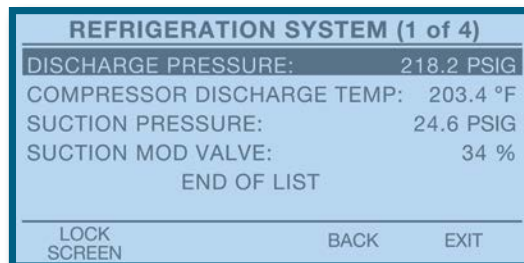 REFRIGERATION SYSTEM (1 of 4)
DISCHARGE PRESSURE: 218.2 PSIG
COMPRESSOR DISCHARGE TEMP: 203.4 ºF
SUCTION PRESSURE: 24.6 PSIG
SUCTION MOD VALVE: 34 %
END OF LIST
LOCK SCREEN BACK EXIT